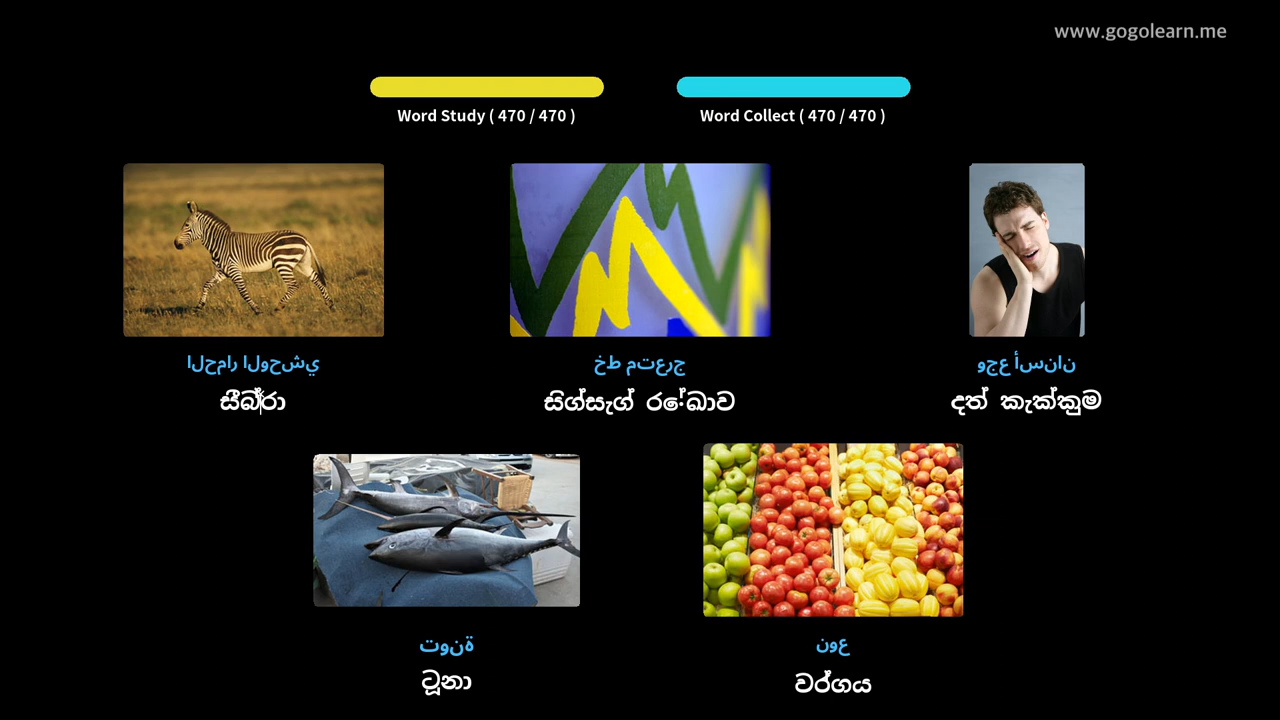 www.gogolearn.me
Word Study ( 470 / 470 )
Word Collect ( 470 / 470 )
الحمار الوحشي
සීබ්‍රා
خط متعرج
සිග්සැග් රේඛාව
وجع أسنان
දත් කැක්කුම
تونة
ටූනා
نوع
වර්ගය